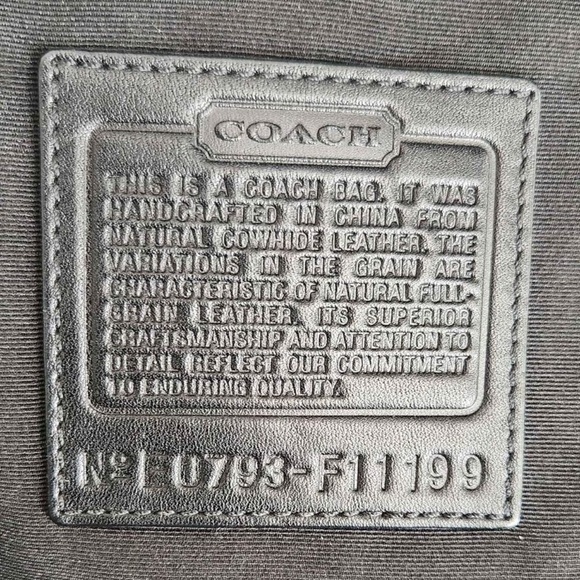 COACH
THIS IS A COACH BAG. IT WAS
HANDCRAFTED IN CHINA FROM
NATURAL COWHIDE LEATHER. THE
VARIATIONS IN THE GRAIN ARE
CHARACTERISTIC OF NATURAL FULL-
GRAIN LEATHER. ITS SUPERIOR
CRAFTSMANSHIP AND ATTENTION TO
DETAIL REFLECT OUR COMMITMENT
TO ENDURING QUALITY.
Nº E0793-F11199